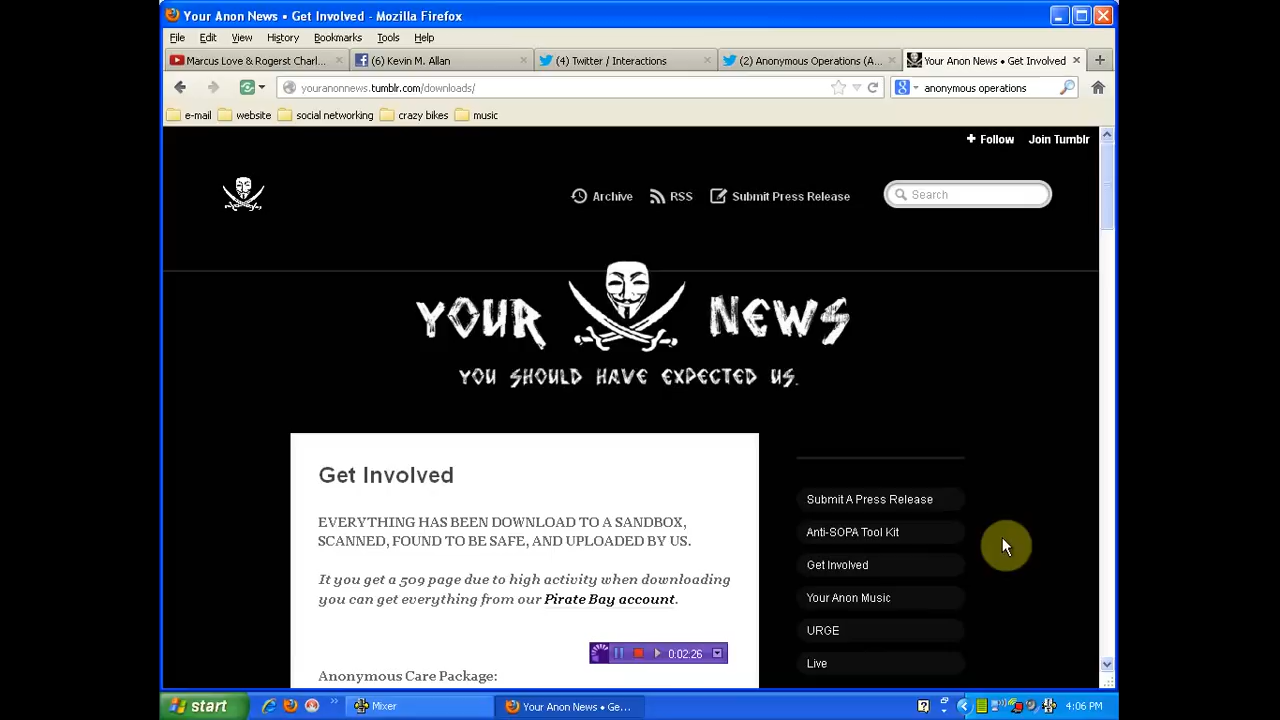 Your Anon News • Get Involved - Mozilla Firefox
File Edit View History Bookmarks Tools Help
Marcus Love & Rogerst Charl...
(6) Kevin M. Allan
(4) Twitter / Interactions
(2) Anonymous Operations (A...
Your Anon News • Get Involved
youranonnews.tumblr.com/downloads/
anonymous operations
e-mail website social networking crazy bikes music
+ Follow Join Tumblr
Archive RSS Submit Press Release Search
YOUR NEWS
YOU SHOULD HAVE EXPECTED US.
Get Involved
EVERYTHING HAS BEEN DOWNLOAD TO A SANDBOX,
SCANNED, FOUND TO BE SAFE, AND UPLOADED BY US.
It you get a 509 page due to high activity when downloading
you can get everything from our Pirate Bay account.
0:02:26
Anonymous Care Package:
Submit A Press Release
Anti-SOPA Tool Kit
Get Involved
Your Anon Music
URGE
Live
start
Mixer
Your Anon News • Ge...
4:06 PM